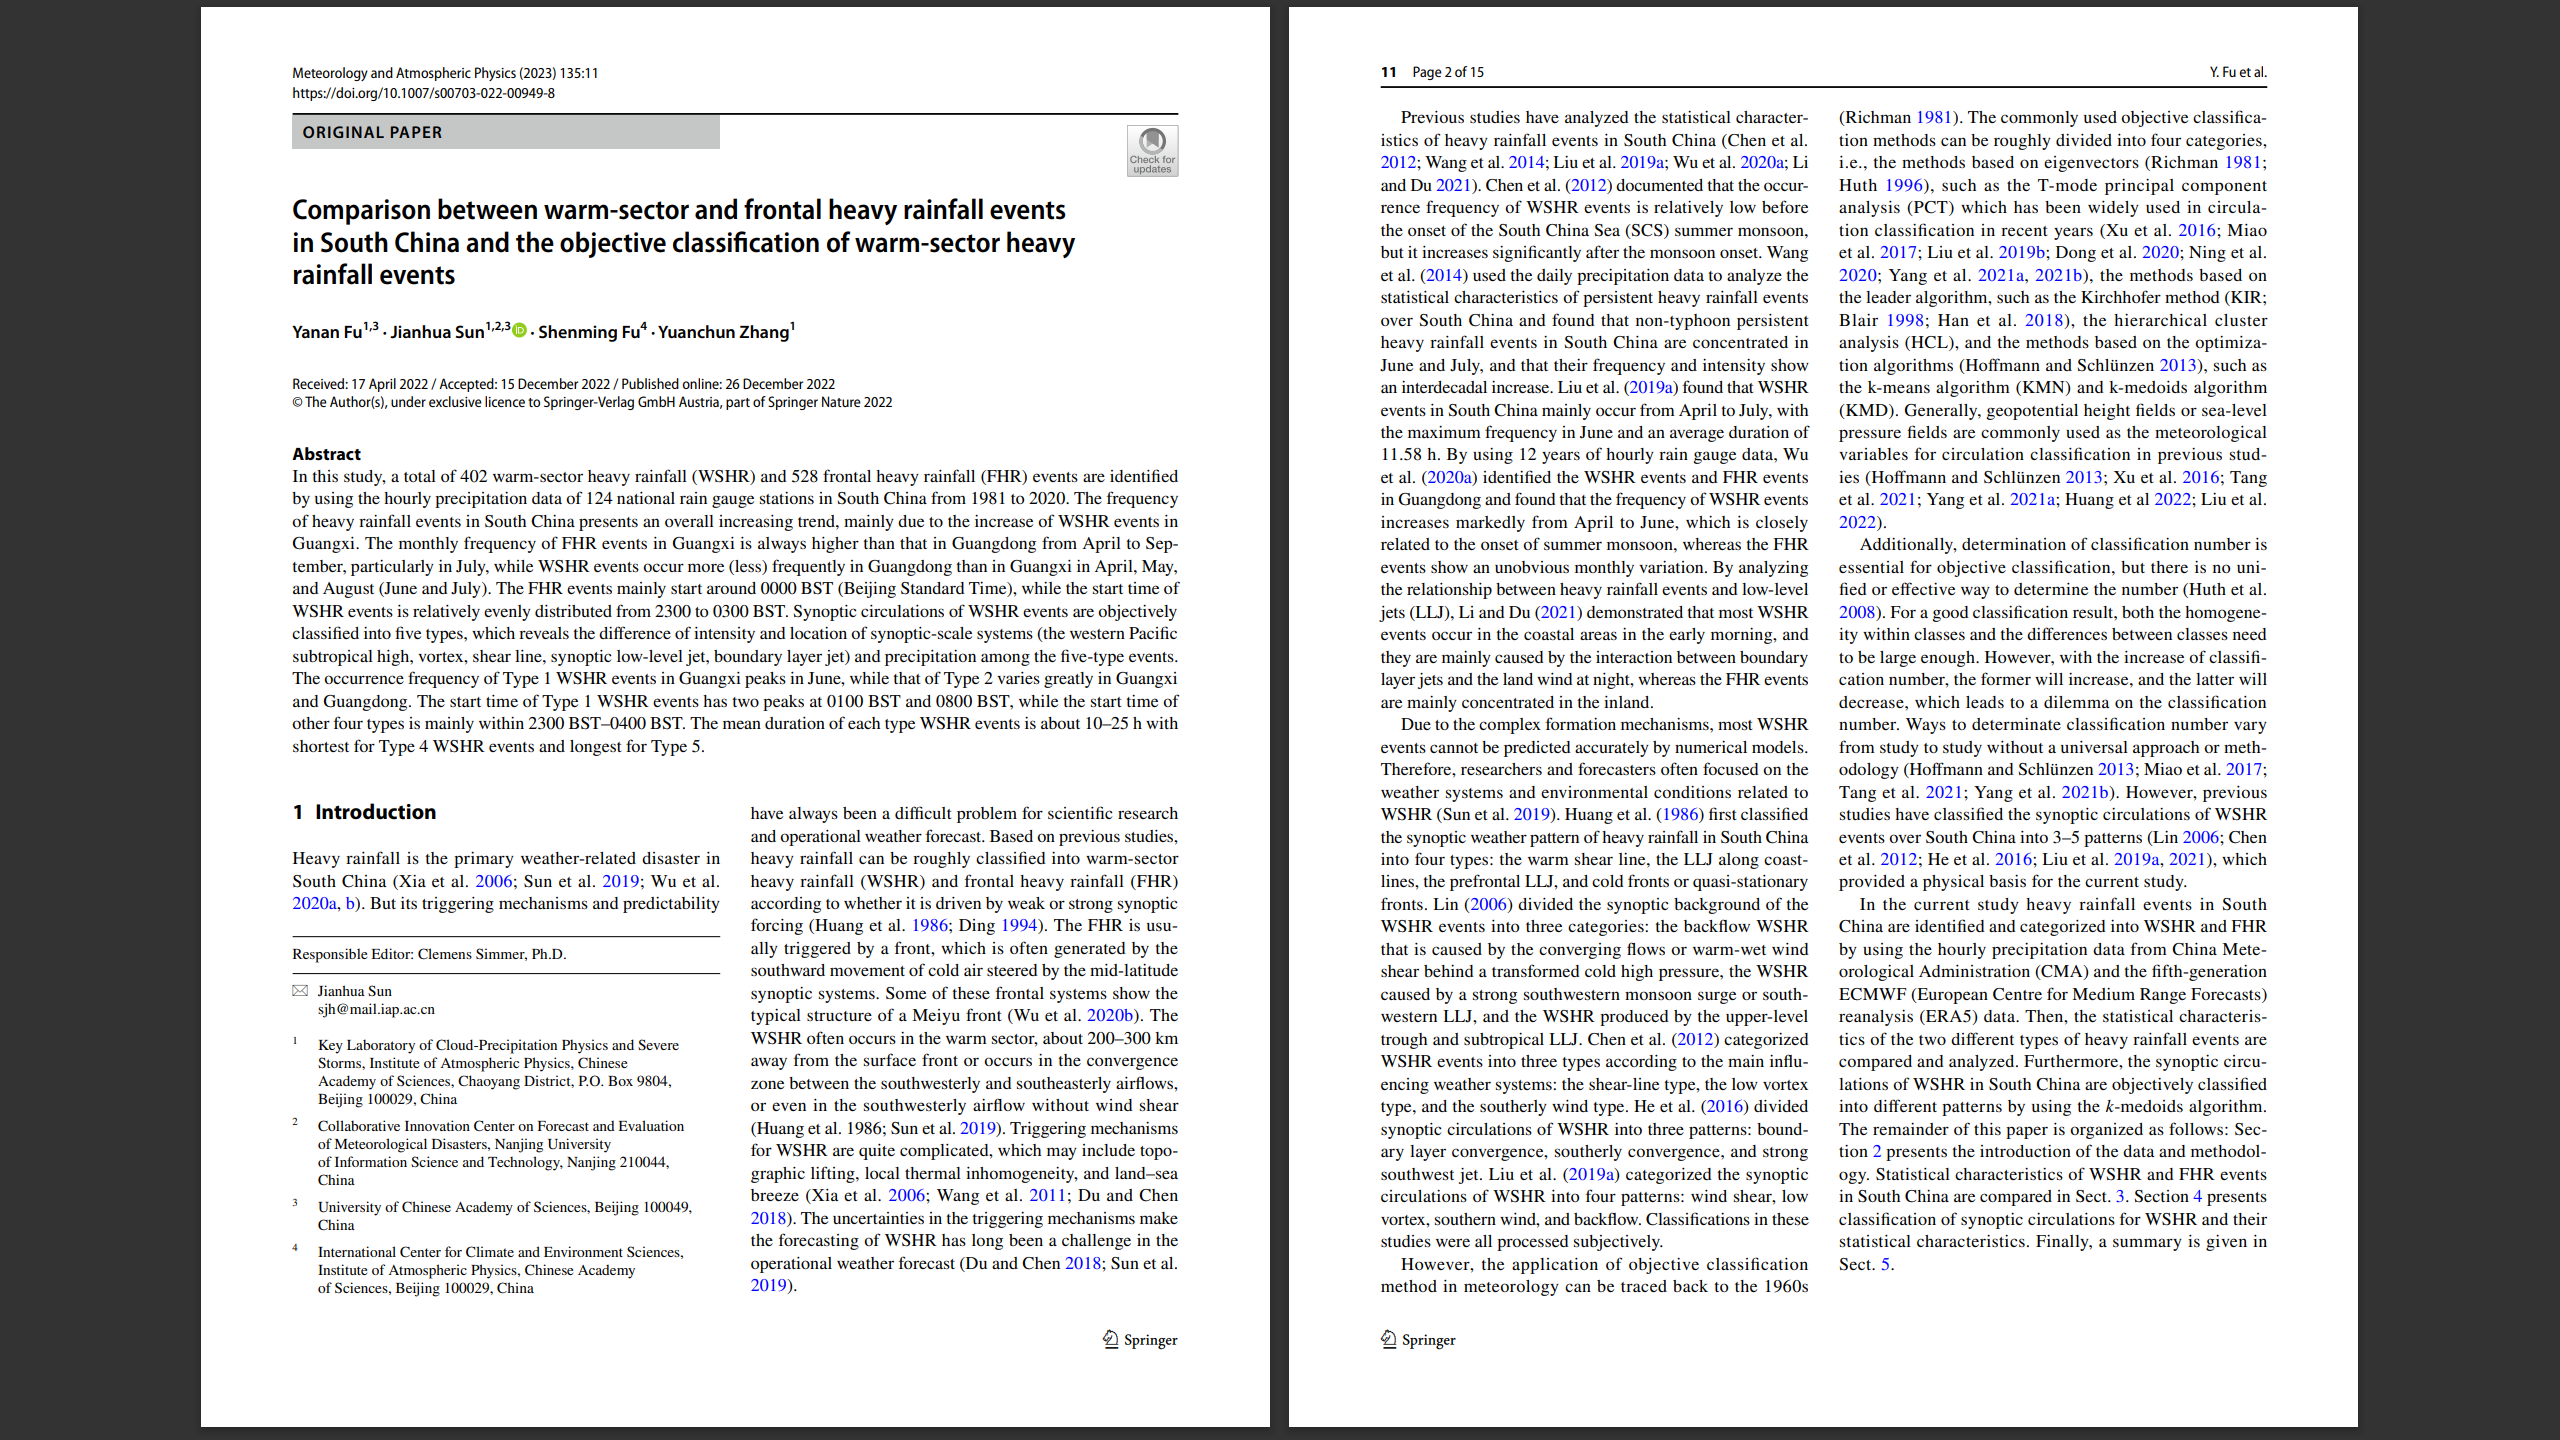 Meteorology and Atmospheric Physics (2023) 135:11
https://doi.org/10.1007/s00703-022-00949-8
ORIGINAL PAPER
Check for
updates
Comparison between warm-sector and frontal heavy rainfall events
in South China and the objective classification of warm-sector heavy
rainfall events
Yanan Fu1,3 · Jianhua Sun1,2,3 iD · Shenming Fu4 · Yuanchun Zhang1
Received: 17 April 2022 / Accepted: 15 December 2022 / Published online: 26 December 2022
© The Author(s), under exclusive licence to Springer-Verlag GmbH Austria, part of Springer Nature 2022
Abstract
In this study, a total of 402 warm-sector heavy rainfall (WSHR) and 528 frontal heavy rainfall (FHR) events are identified
by using the hourly precipitation data of 124 national rain gauge stations in South China from 1981 to 2020. The frequency
of heavy rainfall events in South China presents an overall increasing trend, mainly due to the increase of WSHR events in
Guangxi. The monthly frequency of FHR events in Guangxi is always higher than that in Guangdong from April to Sep-
tember, particularly in July, while WSHR events occur more (less) frequently in Guangdong than in Guangxi in April, May,
and August (June and July). The FHR events mainly start around 0000 BST (Beijing Standard Time), while the start time of
WSHR events is relatively evenly distributed from 2300 to 0300 BST. Synoptic circulations of WSHR events are objectively
classified into five types, which reveals the difference of intensity and location of synoptic-scale systems (the western Pacific
subtropical high, vortex, shear line, synoptic low-level jet, boundary layer jet) and precipitation among the five-type events.
The occurrence frequency of Type 1 WSHR events in Guangxi peaks in June, while that of Type 2 varies greatly in Guangxi
and Guangdong. The start time of Type 1 WSHR events has two peaks at 0100 BST and 0800 BST, while the start time of
other four types is mainly within 2300 BST–0400 BST. The mean duration of each type WSHR events is about 10–25 h with
shortest for Type 4 WSHR events and longest for Type 5.
1 Introduction
Heavy rainfall is the primary weather-related disaster in
South China (Xia et al. 2006; Sun et al. 2019; Wu et al.
2020a, b). But its triggering mechanisms and predictability
Responsible Editor: Clemens Simmer, Ph.D.
Jianhua Sun
sjh@mail.iap.ac.cn
1 Key Laboratory of Cloud-Precipitation Physics and Severe
Storms, Institute of Atmospheric Physics, Chinese
Academy of Sciences, Chaoyang District, P.O. Box 9804,
Beijing 100029, China
2 Collaborative Innovation Center on Forecast and Evaluation
of Meteorological Disasters, Nanjing University
of Information Science and Technology, Nanjing 210044,
China
3 University of Chinese Academy of Sciences, Beijing 100049,
China
4 International Center for Climate and Environment Sciences,
Institute of Atmospheric Physics, Chinese Academy
of Sciences, Beijing 100029, China
have always been a difficult problem for scientific research
and operational weather forecast. Based on previous studies,
heavy rainfall can be roughly classified into warm-sector
heavy rainfall (WSHR) and frontal heavy rainfall (FHR)
according to whether it is driven by weak or strong synoptic
forcing (Huang et al. 1986; Ding 1994). The FHR is usu-
ally triggered by a front, which is often generated by the
southward movement of cold air steered by the mid-latitude
synoptic systems. Some of these frontal systems show the
typical structure of a Meiyu front (Wu et al. 2020b). The
WSHR often occurs in the warm sector, about 200–300 km
away from the surface front or occurs in the convergence
zone between the southwesterly and southeasterly airflows,
or even in the southwesterly airflow without wind shear
(Huang et al. 1986; Sun et al. 2019). Triggering mechanisms
for WSHR are quite complicated, which may include topo-
graphic lifting, local thermal inhomogeneity, and land–sea
breeze (Xia et al. 2006; Wang et al. 2011; Du and Chen
2018). The uncertainties in the triggering mechanisms make
the forecasting of WSHR has long been a challenge in the
operational weather forecast (Du and Chen 2018; Sun et al.
2019).
Springer
11 Page 2 of 15
Y. Fu et al.
Previous studies have analyzed the statistical character-
istics of heavy rainfall events in South China (Chen et al.
2012; Wang et al. 2014; Liu et al. 2019a; Wu et al. 2020a; Li
and Du 2021). Chen et al. (2012) documented that the occur-
rence frequency of WSHR events is relatively low before
the onset of the South China Sea (SCS) summer monsoon,
but it increases significantly after the monsoon onset. Wang
et al. (2014) used the daily precipitation data to analyze the
statistical characteristics of persistent heavy rainfall events
over South China and found that non-typhoon persistent
heavy rainfall events in South China are concentrated in
June and July, and that their frequency and intensity show
an interdecadal increase. Liu et al. (2019a) found that WSHR
events in South China mainly occur from April to July, with
the maximum frequency in June and an average duration of
11.58 h. By using 12 years of hourly rain gauge data, Wu
et al. (2020a) identified the WSHR events and FHR events
in Guangdong and found that the frequency of WSHR events
increases markedly from April to June, which is closely
related to the onset of summer monsoon, whereas the FHR
events show an unobvious monthly variation. By analyzing
the relationship between heavy rainfall events and low-level
jets (LLJ), Li and Du (2021) demonstrated that most WSHR
events occur in the coastal areas in the early morning, and
they are mainly caused by the interaction between boundary
layer jets and the land wind at night, whereas the FHR events
are mainly concentrated in the inland.
Due to the complex formation mechanisms, most WSHR
events cannot be predicted accurately by numerical models.
Therefore, researchers and forecasters often focused on the
weather systems and environmental conditions related to
WSHR (Sun et al. 2019). Huang et al. (1986) first classified
the synoptic weather pattern of heavy rainfall in South China
into four types: the warm shear line, the LLJ along coast-
lines, the prefrontal LLJ, and cold fronts or quasi-stationary
fronts. Lin (2006) divided the synoptic background of the
WSHR events into three categories: the backflow WSHR
that is caused by the converging flows or warm-wet wind
shear behind a transformed cold high pressure, the WSHR
caused by a strong southwestern monsoon surge or south-
western LLJ, and the WSHR produced by the upper-level
trough and subtropical LLJ. Chen et al. (2012) categorized
WSHR events into three types according to the main influ-
encing weather systems: the shear-line type, the low vortex
type, and the southerly wind type. He et al. (2016) divided
synoptic circulations of WSHR into three patterns: bound-
ary layer convergence, southerly convergence, and strong
southwest jet. Liu et al. (2019a) categorized the synoptic
circulations of WSHR into four patterns: wind shear, low
vortex, southern wind, and backflow. Classifications in these
studies were all processed subjectively.
However, the application of objective classification
method in meteorology can be traced back to the 1960s
(Richman 1981). The commonly used objective classifica-
tion methods can be roughly divided into four categories,
i.e., the methods based on eigenvectors (Richman 1981;
Huth 1996), such as the T-mode principal component
analysis (PCT) which has been widely used in circula-
tion classification in recent years (Xu et al. 2016; Miao
et al. 2017; Liu et al. 2019b; Dong et al. 2020; Ning et al.
2020; Yang et al. 2021a, 2021b), the methods based on
the leader algorithm, such as the Kirchhofer method (KIR;
Blair 1998; Han et al. 2018), the hierarchical cluster
analysis (HCL), and the methods based on the optimiza-
tion algorithms (Hoffmann and Schlünzen 2013), such as
the k-means algorithm (KMN) and k-medoids algorithm
(KMD). Generally, geopotential height fields or sea-level
pressure fields are commonly used as the meteorological
variables for circulation classification in previous stud-
ies (Hoffmann and Schlünzen 2013; Xu et al. 2016; Tang
et al. 2021; Yang et al. 2021a; Huang et al 2022; Liu et al.
2022).
Additionally, determination of classification number is
essential for objective classification, but there is no uni-
fied or effective way to determine the number (Huth et al.
2008). For a good classification result, both the homogene-
ity within classes and the differences between classes need
to be large enough. However, with the increase of classifi-
cation number, the former will increase, and the latter will
decrease, which leads to a dilemma on the classification
number. Ways to determinate classification number vary
from study to study without a universal approach or meth-
odology (Hoffmann and Schlünzen 2013; Miao et al. 2017;
Tang et al. 2021; Yang et al. 2021b). However, previous
studies have classified the synoptic circulations of WSHR
events over South China into 3–5 patterns (Lin 2006; Chen
et al. 2012; He et al. 2016; Liu et al. 2019a, 2021), which
provided a physical basis for the current study.
In the current study heavy rainfall events in South
China are identified and categorized into WSHR and FHR
by using the hourly precipitation data from China Mete-
orological Administration (CMA) and the fifth-generation
ECMWF (European Centre for Medium Range Forecasts)
reanalysis (ERA5) data. Then, the statistical characteris-
tics of the two different types of heavy rainfall events are
compared and analyzed. Furthermore, the synoptic circu-
lations of WSHR in South China are objectively classified
into different patterns by using the k-medoids algorithm.
The remainder of this paper is organized as follows: Sec-
tion 2 presents the introduction of the data and methodol-
ogy. Statistical characteristics of WSHR and FHR events
in South China are compared in Sect. 3. Section 4 presents
classification of synoptic circulations for WSHR and their
statistical characteristics. Finally, a summary is given in
Sect. 5.
Springer